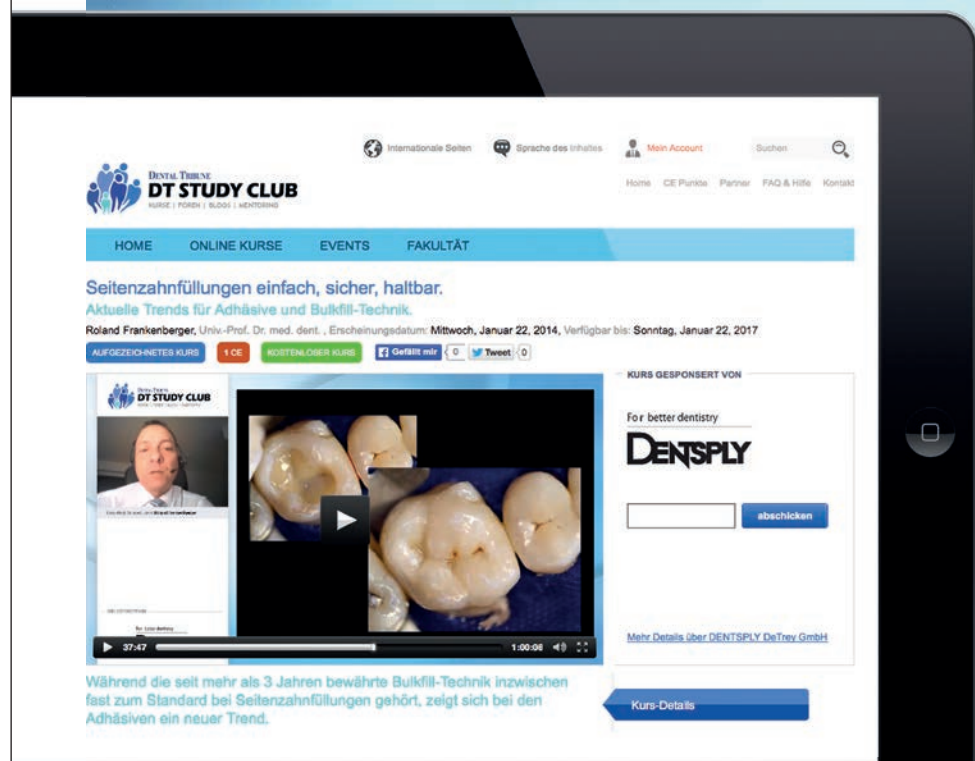 Internationale Seiten Sprache des Inhaltes Mein Account Suchen
DENTAL TRIBUNE
DT STUDY CLUB
KURSE | FOREN | BLOGS | MENTORING
Home CE Punkte Partner FAQ & Hilfe Kontakt
HOME ONLINE KURSE EVENTS FAKULTÄT
Seitenzahnfüllungen einfach, sicher, haltbar.
Aktuelle Trends für Adhäsive und Bulkfill-Technik.
Roland Frankenberger, Univ.-Prof. Dr. med. dent. , Erscheinungsdatum: Mittwoch, Januar 22, 2014, Verfügbar bis: Sonntag, Januar 22, 2017
AUFGEZEICHNETES KURS 1 CE KOSTENLOSER KURS Gefällt mir 0 Tweet 0
DENTAL TRIBUNE
DT STUDY CLUB
For better dentistry
37:47 1:00:06
KURS GESPONSERT VON
For better dentistry
DENTSPLY
abschicken
Mehr Details über DENTSPLY DeTrey GmbH
Während die seit mehr als 3 Jahren bewährte Bulkfill-Technik inzwischen
fast zum Standard bei Seitenzahnfüllungen gehört, zeigt sich bei den
Adhäsiven ein neuer Trend.
Kurs-Details